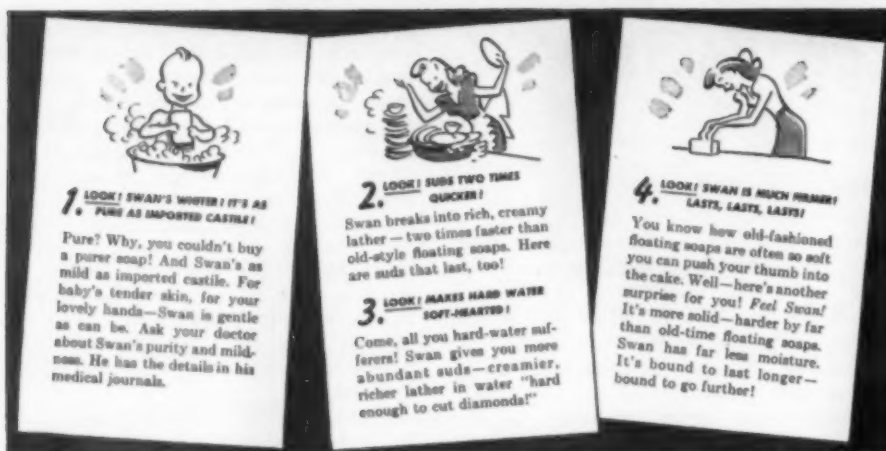 1. LOOK! SWAN'S WHITER! IT'S AS
PURE AS IMPORTED CASTILE!
Pure? Why, you couldn't buy
a purer soap! And Swan's as
mild as imported castile. For
baby's tender skin, for your
lovely hands—Swan is gentle
as can be. Ask your doctor
about Swan's purity and mild-
ness. He has the details in his
medical journals.
2. LOOK! SUDS TWO TIMES
QUICKER!
Swan breaks into rich, creamy
lather—two times faster than
old-style floating soaps. Here
are suds that last, too!
3. LOOK! MAKES HARD WATER
SOFT-HEARTED!
Come, all you hard-water suf-
ferers! Swan gives you more
abundant suds—creamier,
richer lather in water "hard
enough to cut diamonds!"
4. LOOK! SWAN IS MUCH FIRMER!
LASTS, LASTS, LASTS!
You know how old-fashioned
floating soaps are often so soft
you can push your thumb into
the cake. Well—here's another
surprise for you! Feel Swan!
It's more solid—harder by far
than old-time floating soaps.
Swan has far less moisture.
It's bound to last longer—
bound to go further!